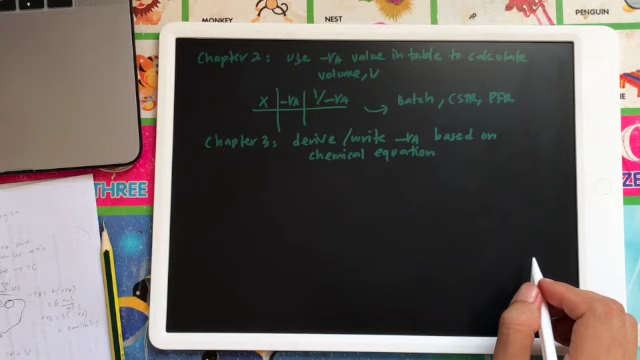 MONKEY
NEST
PENGUIN
Chapter 2: use -rA value in table to calculate
volume, V
X -rA 1/-rA → Batch, CSTR, PFR
Chapter 3: derive/write -rA based on
chemical equation
THREE
ZE